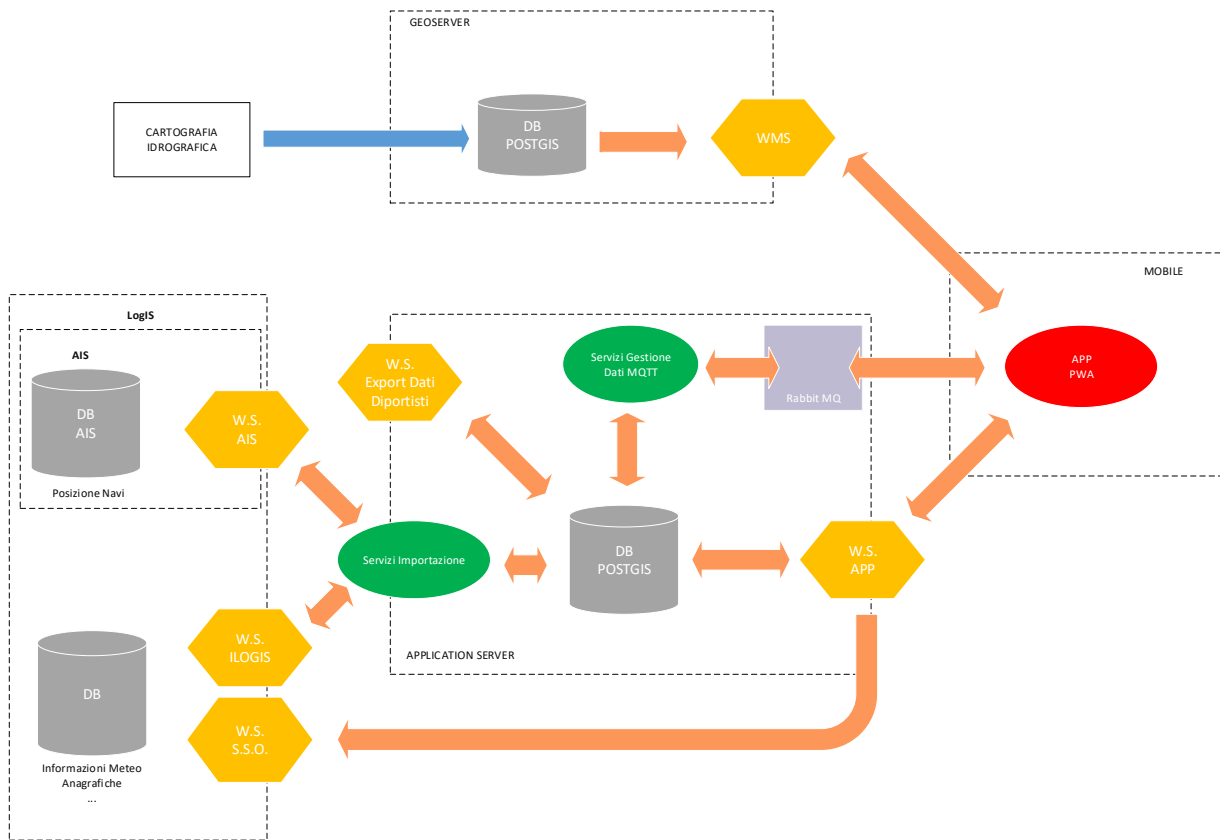 GEOSERVER
CARTOGRAFIA
IDROGRAFICA
DB
POSTGIS
WMS
MOBILE
LogIS
AIS
DB
AIS
Posizione Navi
W.S.
AIS
W.S.
Export Dati
Diportisti
Servizi Gestione
Dati MQTT
Rabbit MQ
APP
PWA
Servizi Importazione
DB
POSTGIS
W.S.
APP
W.S.
ILOGIS
APPLICATION SERVER
DB
W.S.
S.S.O.
Informazioni Meteo
Anagrafiche
...